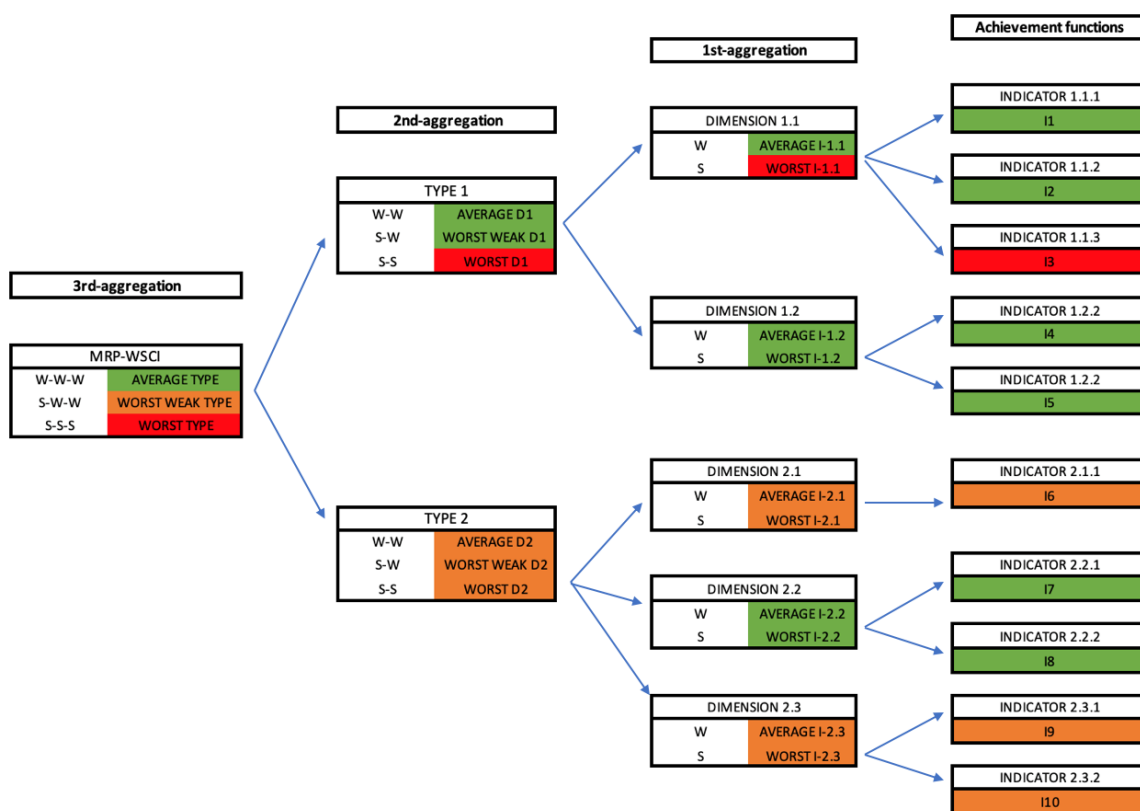 Achievement functions
1st-aggregation
2nd-aggregation
3rd-aggregation
MRP-WSCI
W-W-W AVERAGE TYPE
S-W-W WORST WEAK TYPE
S-S-S WORST TYPE
TYPE 1
W-W AVERAGE D1
S-W WORST WEAK D1
S-S WORST D1
TYPE 2
W-W AVERAGE D2
S-W WORST WEAK D2
S-S WORST D2
DIMENSION 1.1
W AVERAGE I-1.1
S WORST I-1.1
DIMENSION 1.2
W AVERAGE I-1.2
S WORST I-1.2
DIMENSION 2.1
W AVERAGE I-2.1
S WORST I-2.1
DIMENSION 2.2
W AVERAGE I-2.2
S WORST I-2.2
DIMENSION 2.3
W AVERAGE I-2.3
S WORST I-2.3
INDICATOR 1.1.1
I1
INDICATOR 1.1.2
I2
INDICATOR 1.1.3
I3
INDICATOR 1.2.2
I4
INDICATOR 1.2.2
I5
INDICATOR 2.1.1
I6
INDICATOR 2.2.1
I7
INDICATOR 2.2.2
I8
INDICATOR 2.3.1
I9
INDICATOR 2.3.2
I10